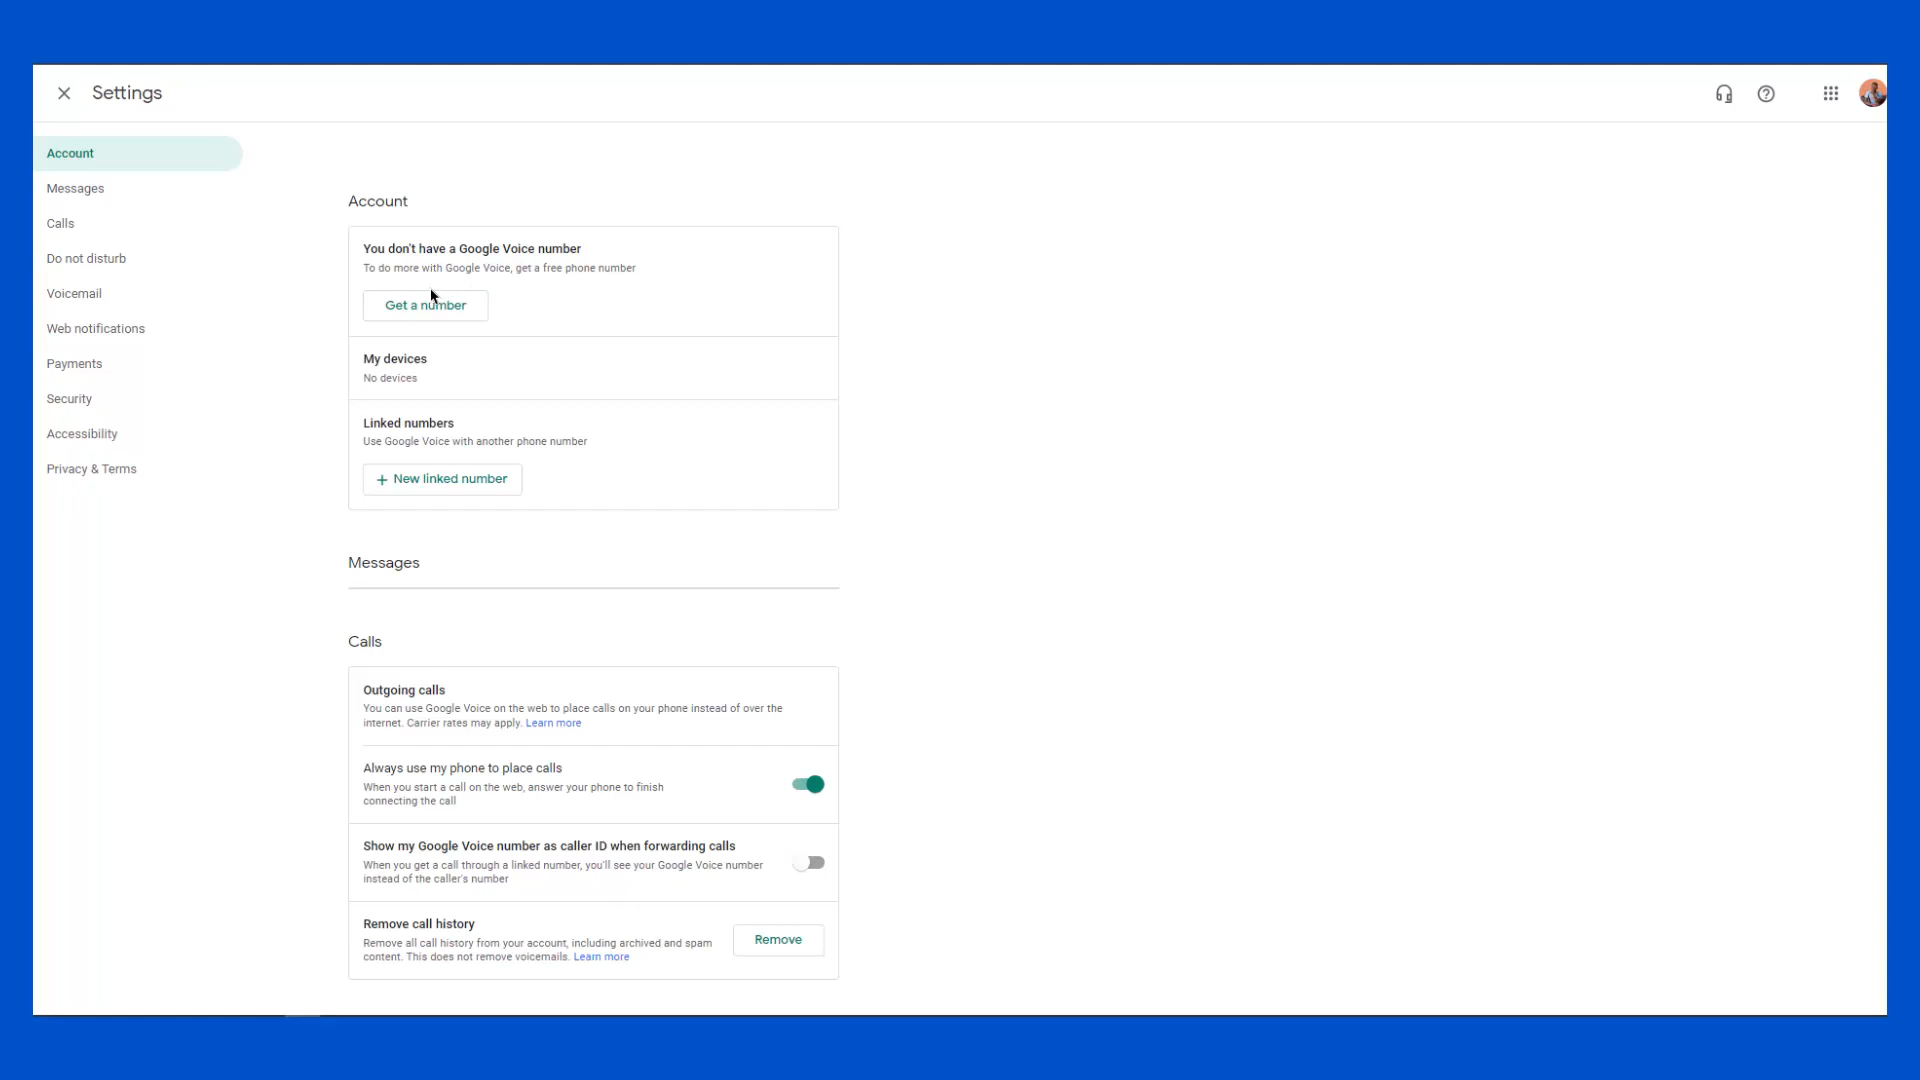 Settings
Account
Messages
Calls
Do not disturb
Voicemail
Web notifications
Payments
Security
Accessibility
Privacy & Terms
Account
You don't have a Google Voice number
To do more with Google Voice, get a free phone number
Get a number
My devices
No devices
Linked numbers
Use Google Voice with another phone number
+ New linked number
Messages
Calls
Outgoing calls
You can use Google Voice on the web to place calls on your phone instead of over the
internet. Carrier rates may apply. Learn more
Always use my phone to place calls
When you start a call on the web, answer your phone to finish
connecting the call
Show my Google Voice number as caller ID when forwarding calls
When you get a call through a linked number, you'll see your Google Voice number
instead of the caller's number
Remove call history
Remove all call history from your account, including archived and spam
content. This does not remove voicemails. Learn more
Remove